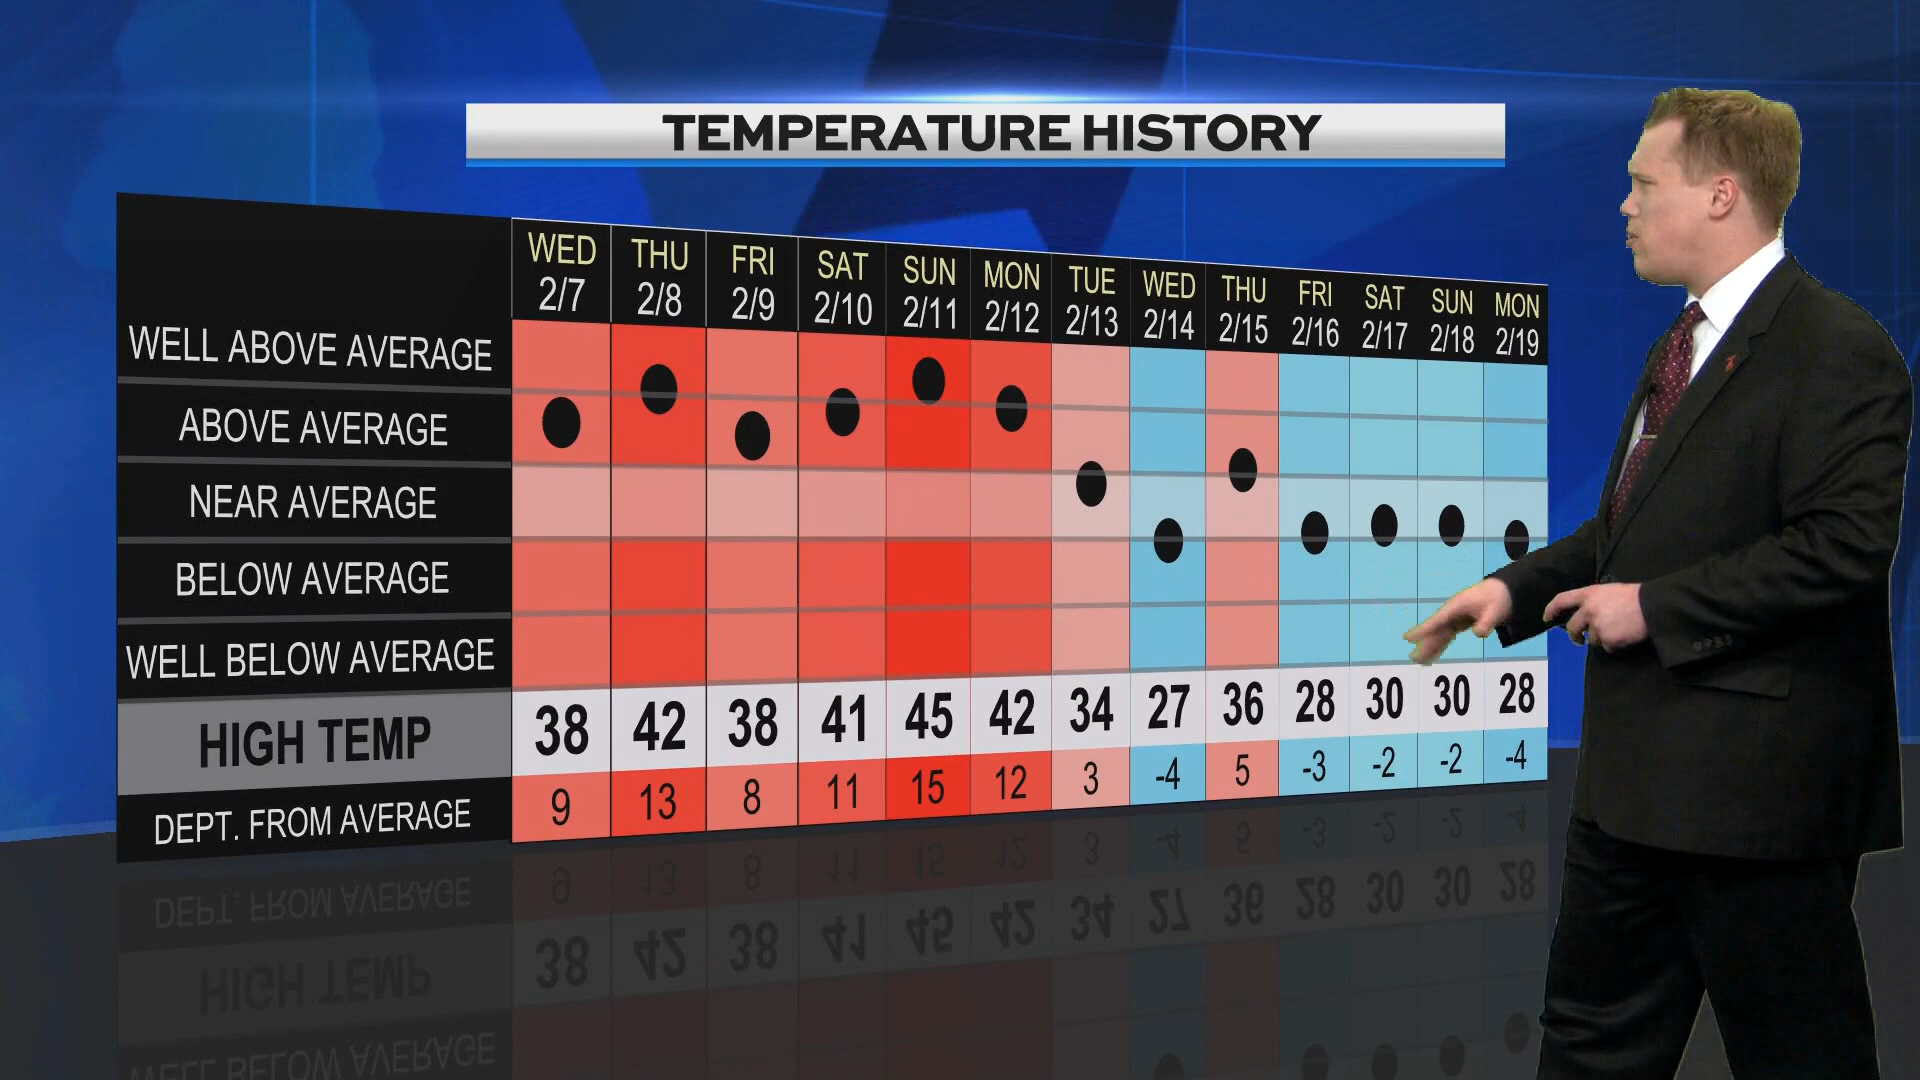 TEMPERATURE HISTORY
WED THU FRI SAT SUN MON TUE WED THU FRI SAT SUN MON
2/7 2/8 2/9 2/10 2/11 2/12 2/13 2/14 2/15 2/16 2/17 2/18 2/19
WELL ABOVE AVERAGE
ABOVE AVERAGE
NEAR AVERAGE
BELOW AVERAGE
WELL BELOW AVERAGE
HIGH TEMP 38 42 38 41 45 42 34 27 36 28 30 30 28
DEPT. FROM AVERAGE 9 13 8 11 15 12 3 -4 5 -3 -2 -2 -4